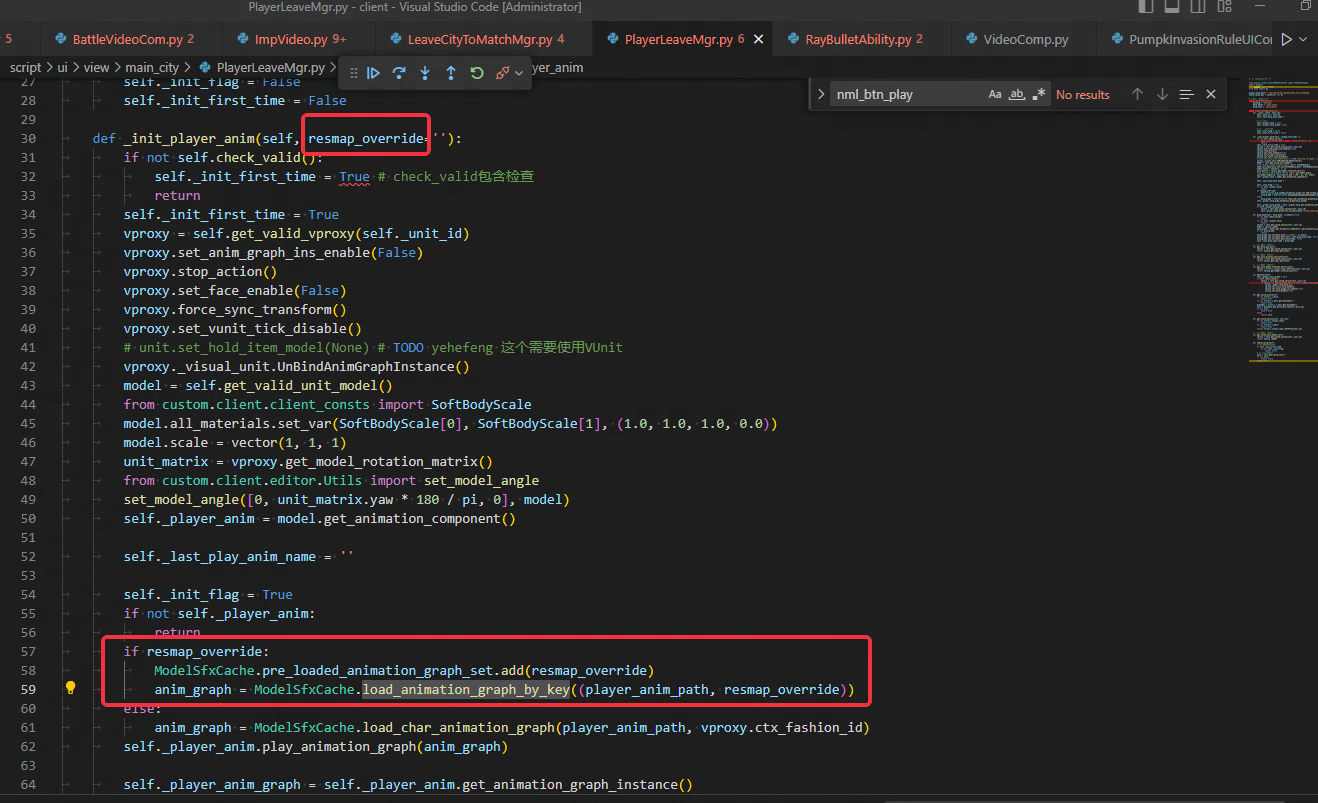 PlayerLeaveMgr.py - client - Visual Studio Code [Administrator]
5 BattleVideoCom.py 2 ImpVideo.py 9+ LeaveCityToMatchMgr.py 4 PlayerLeaveMgr.py 6 RayBulletAbility.py 2 VideoComp.py PumpkInvasionRuleUICo
script > ui > view > main_city > PlayerLeaveMgr.py > yer_anim
nml_btn_play Aa ab .* No results
27 self._init_flag = False
28 self._init_first_time = False
29
30 def _init_player_anim(self, resmap_override=''):
31 if not self.check_valid():
32 self._init_first_time = True # check_valid包含检查
33 return
34 self._init_first_time = True
35 vproxy = self.get_valid_vproxy(self._unit_id)
36 vproxy.set_anim_graph_ins_enable(False)
37 vproxy.stop_action()
38 vproxy.set_face_enable(False)
39 vproxy.force_sync_transform()
40 vproxy.set_vunit_tick_disable()
41 # unit.set_hold_item_model(None) # TODO yehefeng 这个需要使用VUnit
42 vproxy._visual_unit.UnBindAnimGraphInstance()
43 model = self.get_valid_unit_model()
44 from custom.client.client_consts import SoftBodyScale
45 model.all_materials.set_var(SoftBodyScale[0], SoftBodyScale[1], (1.0, 1.0, 1.0, 0.0))
46 model.scale = vector(1, 1, 1)
47 unit_matrix = vproxy.get_model_rotation_matrix()
48 from custom.client.editor.Utils import set_model_angle
49 set_model_angle([0, unit_matrix.yaw * 180 / pi, 0], model)
50 self._player_anim = model.get_animation_component()
51
52 self._last_play_anim_name = ''
53
54 self._init_flag = True
55 if not self._player_anim:
56 return
57 if resmap_override:
58 ModelSfxCache.pre_loaded_animation_graph_set.add(resmap_override)
59 anim_graph = ModelSfxCache.load_animation_graph_by_key((player_anim_path, resmap_override))
60 else:
61 anim_graph = ModelSfxCache.load_char_animation_graph(player_anim_path, vproxy.ctx_fashion_id)
62 self._player_anim.play_animation_graph(anim_graph)
63
64 self._player_anim_graph = self._player_anim.get_animation_graph_instance()